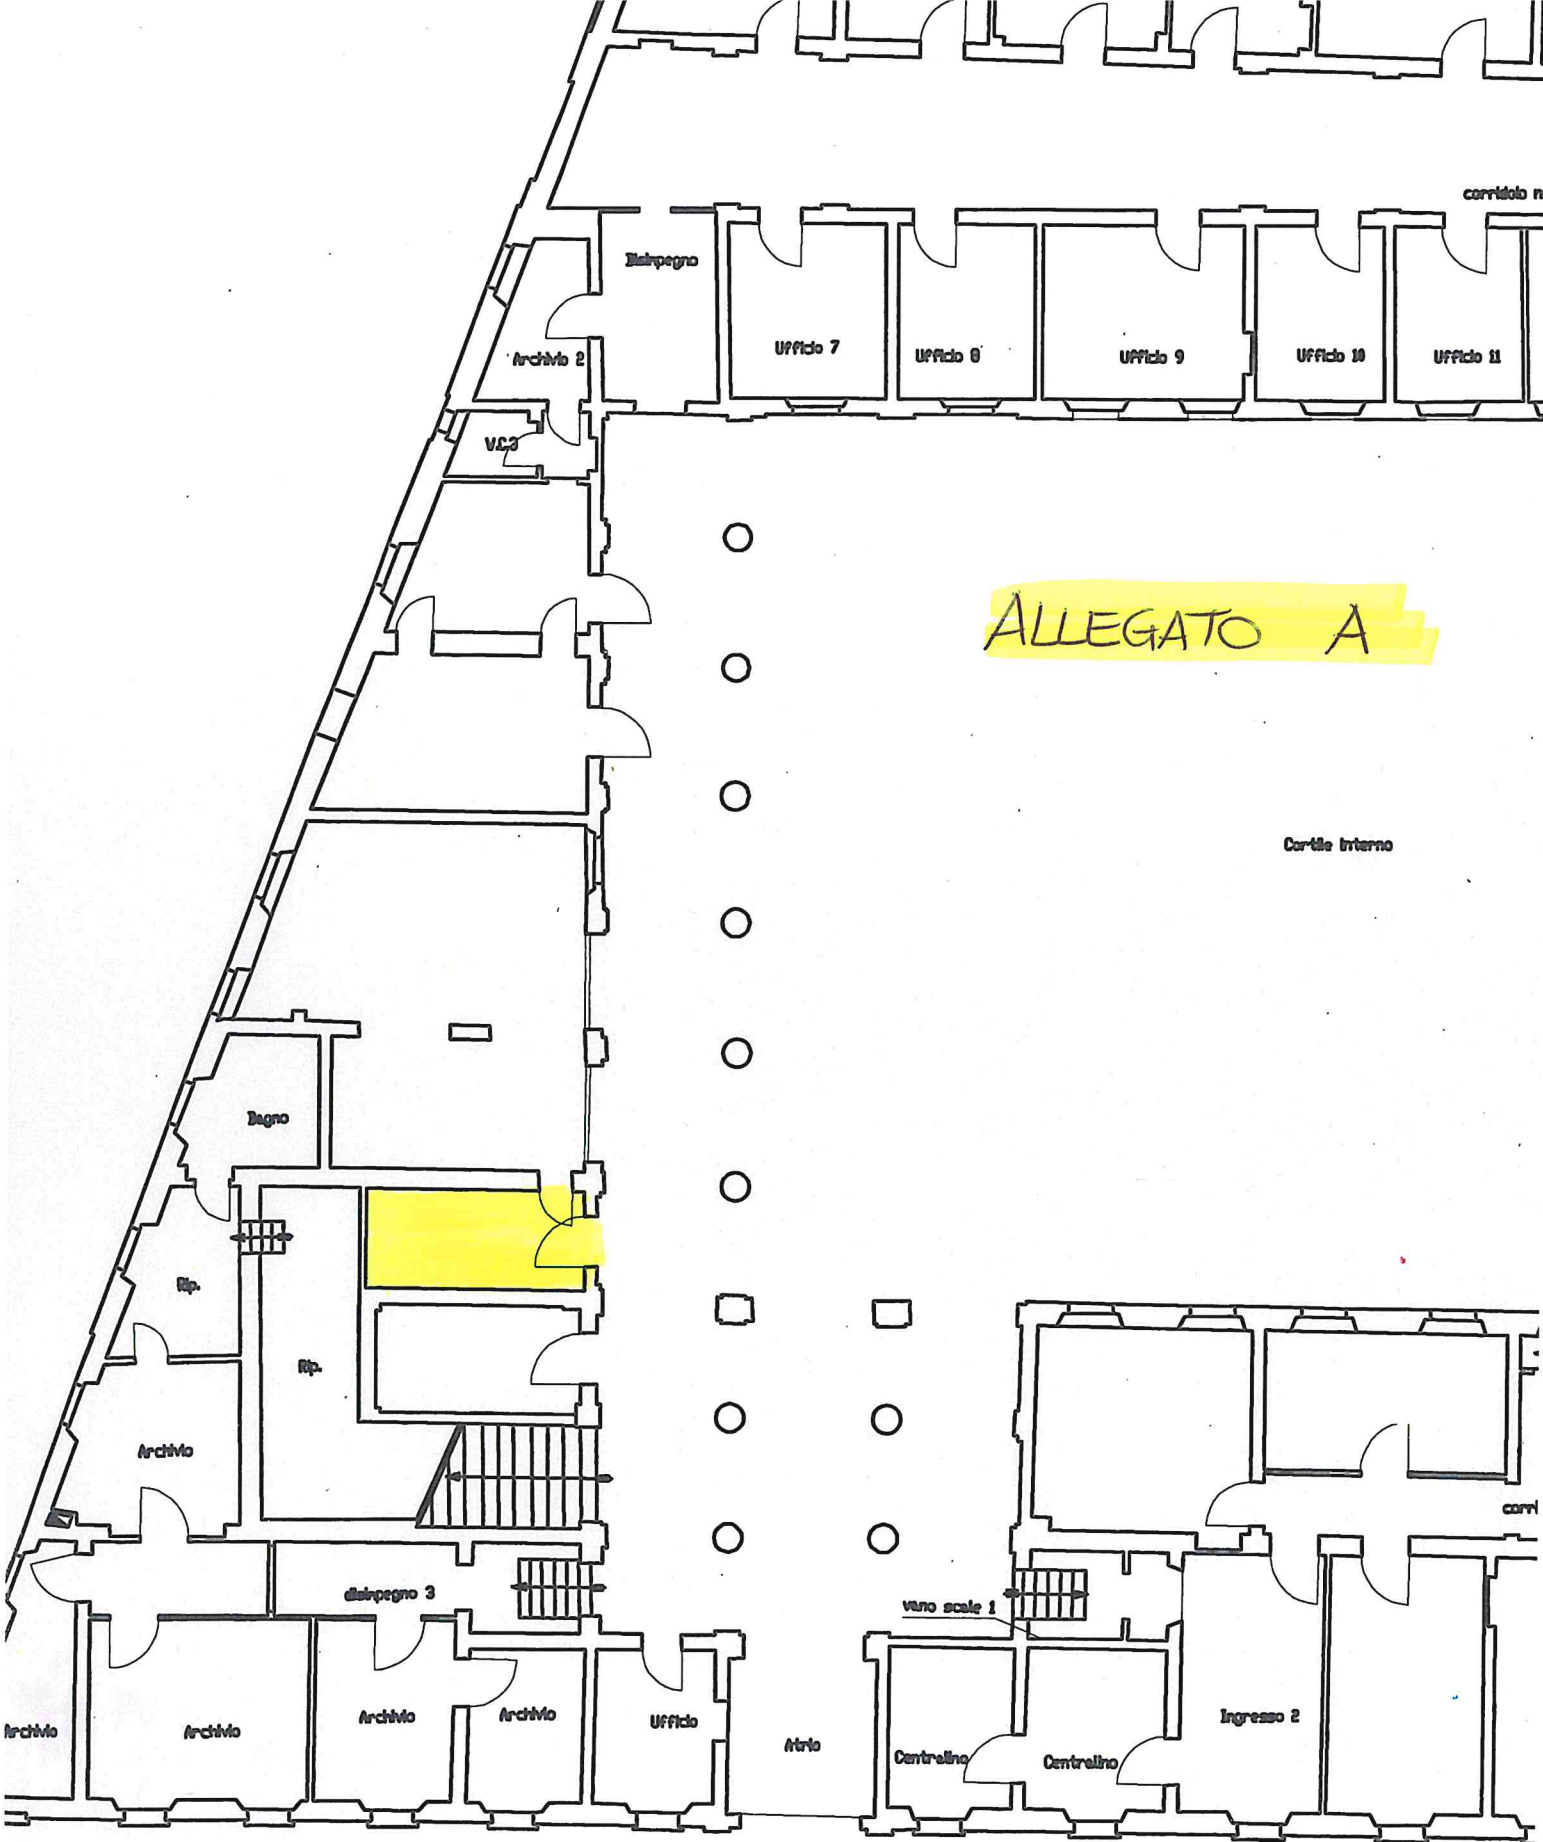 corridoio n
Disimpegno
Archivio 2
Ufficio 7
Ufficio 8
Ufficio 9
Ufficio 10
Ufficio 11
W.C.3
ALLEGATO A
Cortile interno
Bagno
Rip.
Rip.
Archivio
corri
disimpegno 3
vano scale 1
Archivio
Archivio
Archivio
Archivio
Ufficio
Atrio
Centralino
Centralino
Ingresso 2